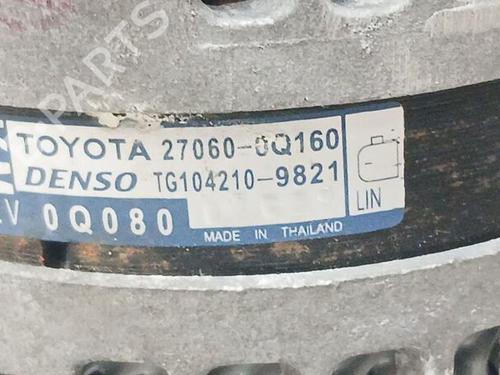 TOYOTA 27060-0Q160
DENSO TG104210-9821
V 0Q080
LIN
MADE IN THAILAND
PARTS